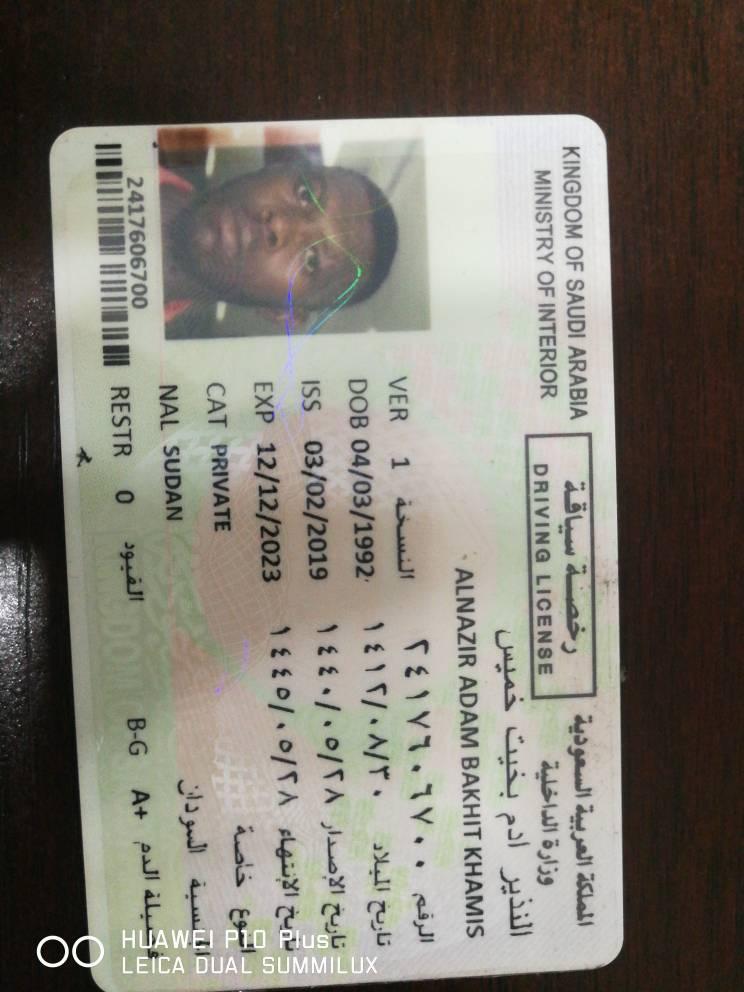 KINGDOM OF SAUDI ARABIA
MINISTRY OF INTERIOR
رخصة سياقة
DRIVING LICENSE
المملكة العربية السعودية
وزارة الداخلية
النذير ادم بخيت خميس
ALNAZIR ADAM BAKHIT KHAMIS
الرقم ٢٤١٧٦٠٦٧٠٠
VER 1 النسخة
DOB 04/03/1992 ١٤١٢/٠٨/٣٠ تاريخ الميلاد
ISS 03/02/2019 ١٤٤٠/٠٥/٢٨ تاريخ الإصدار
EXP 12/12/2023 ١٤٤٥/٠٥/٢٨ تاريخ الإنتهاء
CAT PRIVATE النوع خاصة
NAL SUDAN الجنسية السودان
RESTR 0 القيود B-G A+ فصيلة الدم
2417606700
HUAWEI P10 Plus
LEICA DUAL SUMMILUX